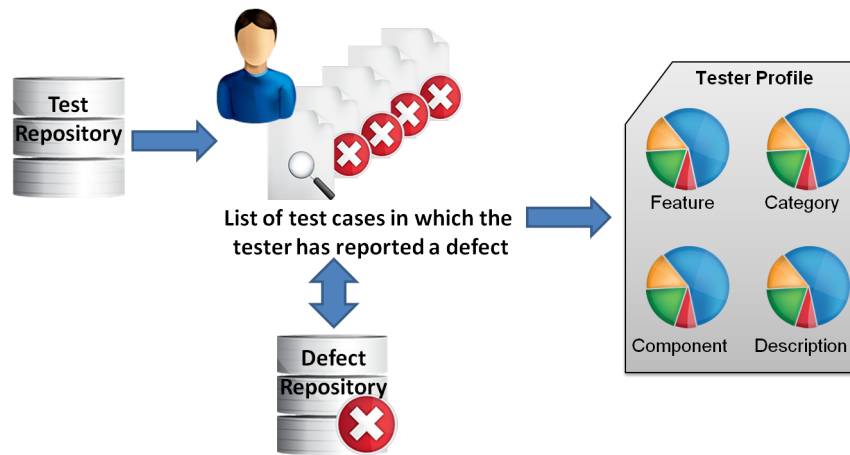 Test
Repository
List of test cases in which the
tester has reported a defect
Defect
Repository
Tester Profile
Feature
Category
Component
Description